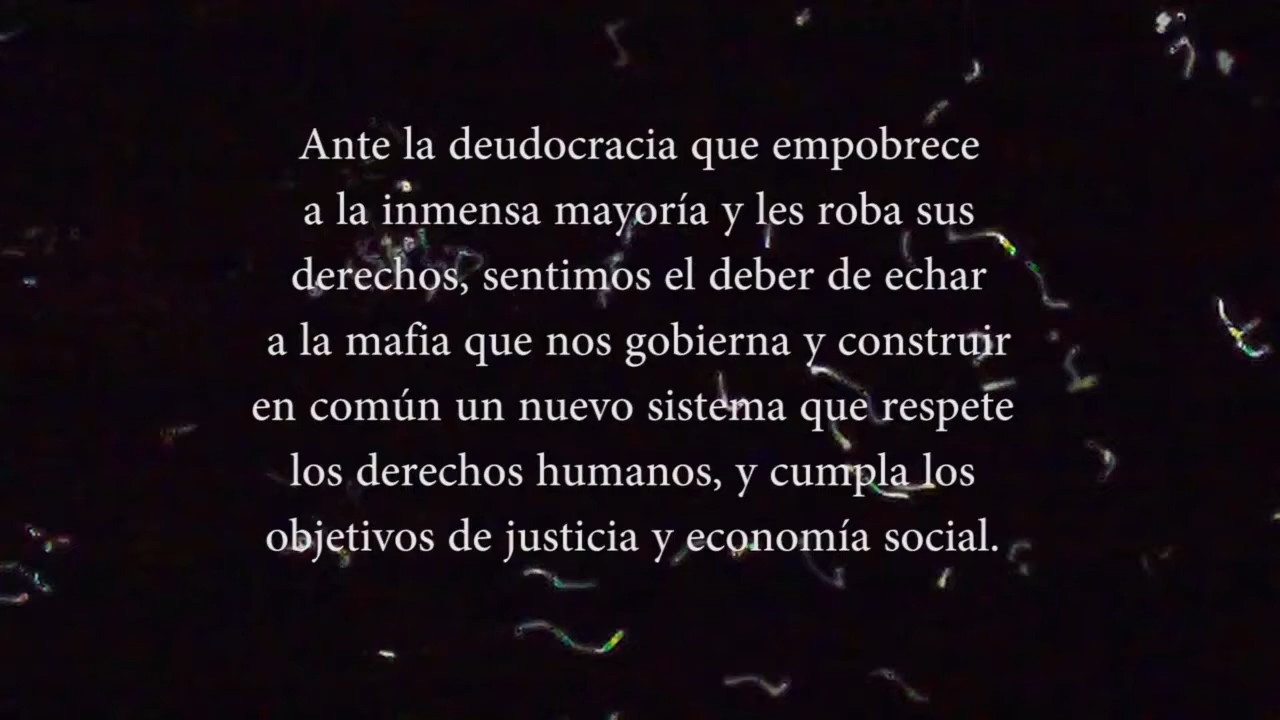 Ante la deudocracia que empobrece
a la inmensa mayoría y les roba sus
derechos, sentimos el deber de echar
a la mafia que nos gobierna y construir
en común un nuevo sistema que respete
los derechos humanos, y cumpla los
objetivos de justicia y economía social.